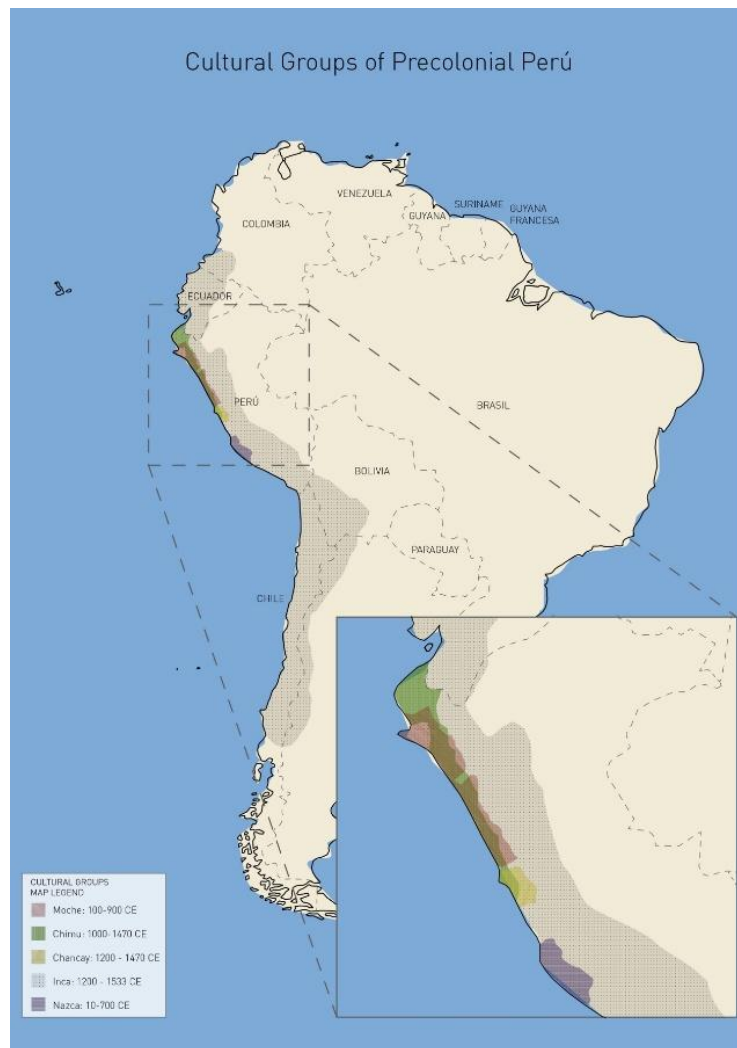 Cultural Groups of Precolonial Perú
VENEZUELA
SURINAME
GUYANA
GUYANA
FRANCESA
COLOMBIA
ECUADOR
PERÚ
BRASIL
BOLIVIA
PARAGUAY
CHILE
CULTURAL GROUPS
MAP LEGEND
Moche: 100-900 CE
Chimu: 1000-1470 CE
Chancay: 1200 - 1470 CE
Inca: 1200 - 1533 CE
Nazca: 10-700 CE